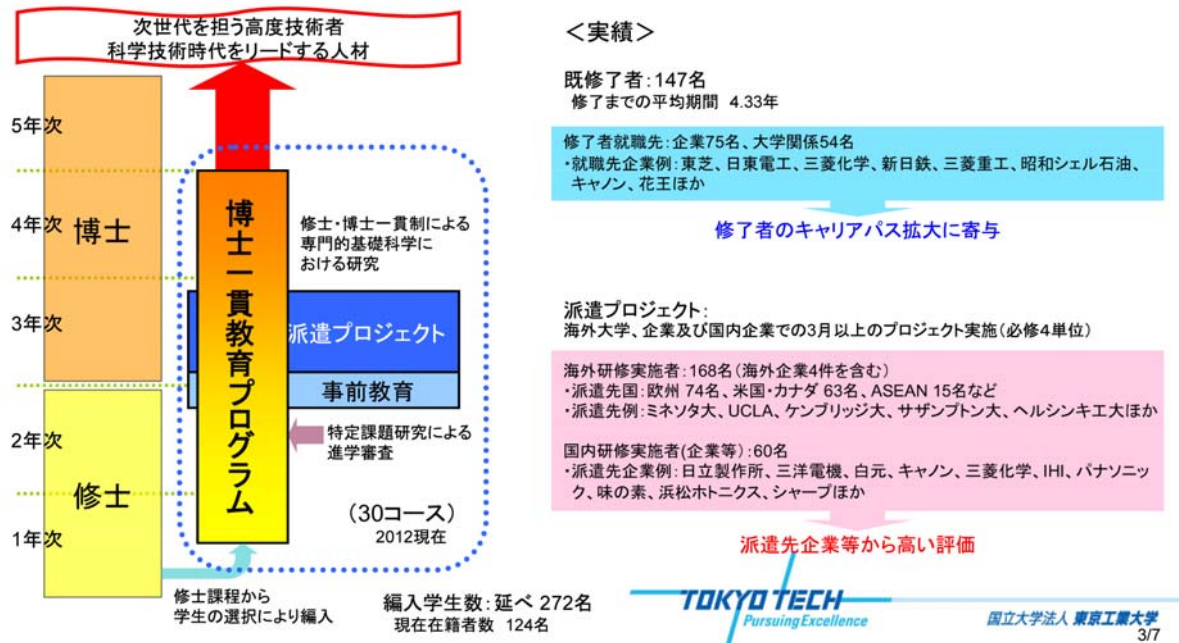 次世代を担う高度技術者
科学技術時代をリードする人材
5年次
4年次
3年次
2年次
1年次
博士
修士
博士一貫教育プログラム
修士・博士一貫制による
専門的基礎科学に
おける研究
派遣プロジェクト
事前教育
特定課題研究による
進学審査
(30コース)
2012現在
修士課程から
学生の選択により編入
編入学生数:延べ 272名
現在在籍者数 124名
<実績>
既修了者:147名
修了までの平均期間 4.33年
修了者就職先:企業75名、大学関係54名
・就職先企業例:東芝、日東電工、三菱化学、新日鉄、三菱重工、昭和シェル石油、
キャノン、花王ほか
修了者のキャリアパス拡大に寄与
派遣プロジェクト:
海外大学、企業及び国内企業での3月以上のプロジェクト実施(必修4単位)
海外研修実施者:168名(海外企業4件を含む)
・派遣先国:欧州 74名、米国・カナダ 63名、ASEAN 15名など
・派遣先例:ミネソタ大、UCLA、ケンブリッジ大、サザンプトン大、ヘルシンキ工大ほか
国内研修実施者(企業等):60名
・派遣先企業例:日立製作所、三洋電機、白元、キャノン、三菱化学、IHI、パナソニッ
ク、味の素、浜松ホトニクス、シャープほか
派遣先企業等から高い評価
TOKYO TECH
Pursuing Excellence
国立大学法人 東京工業大学
3/7